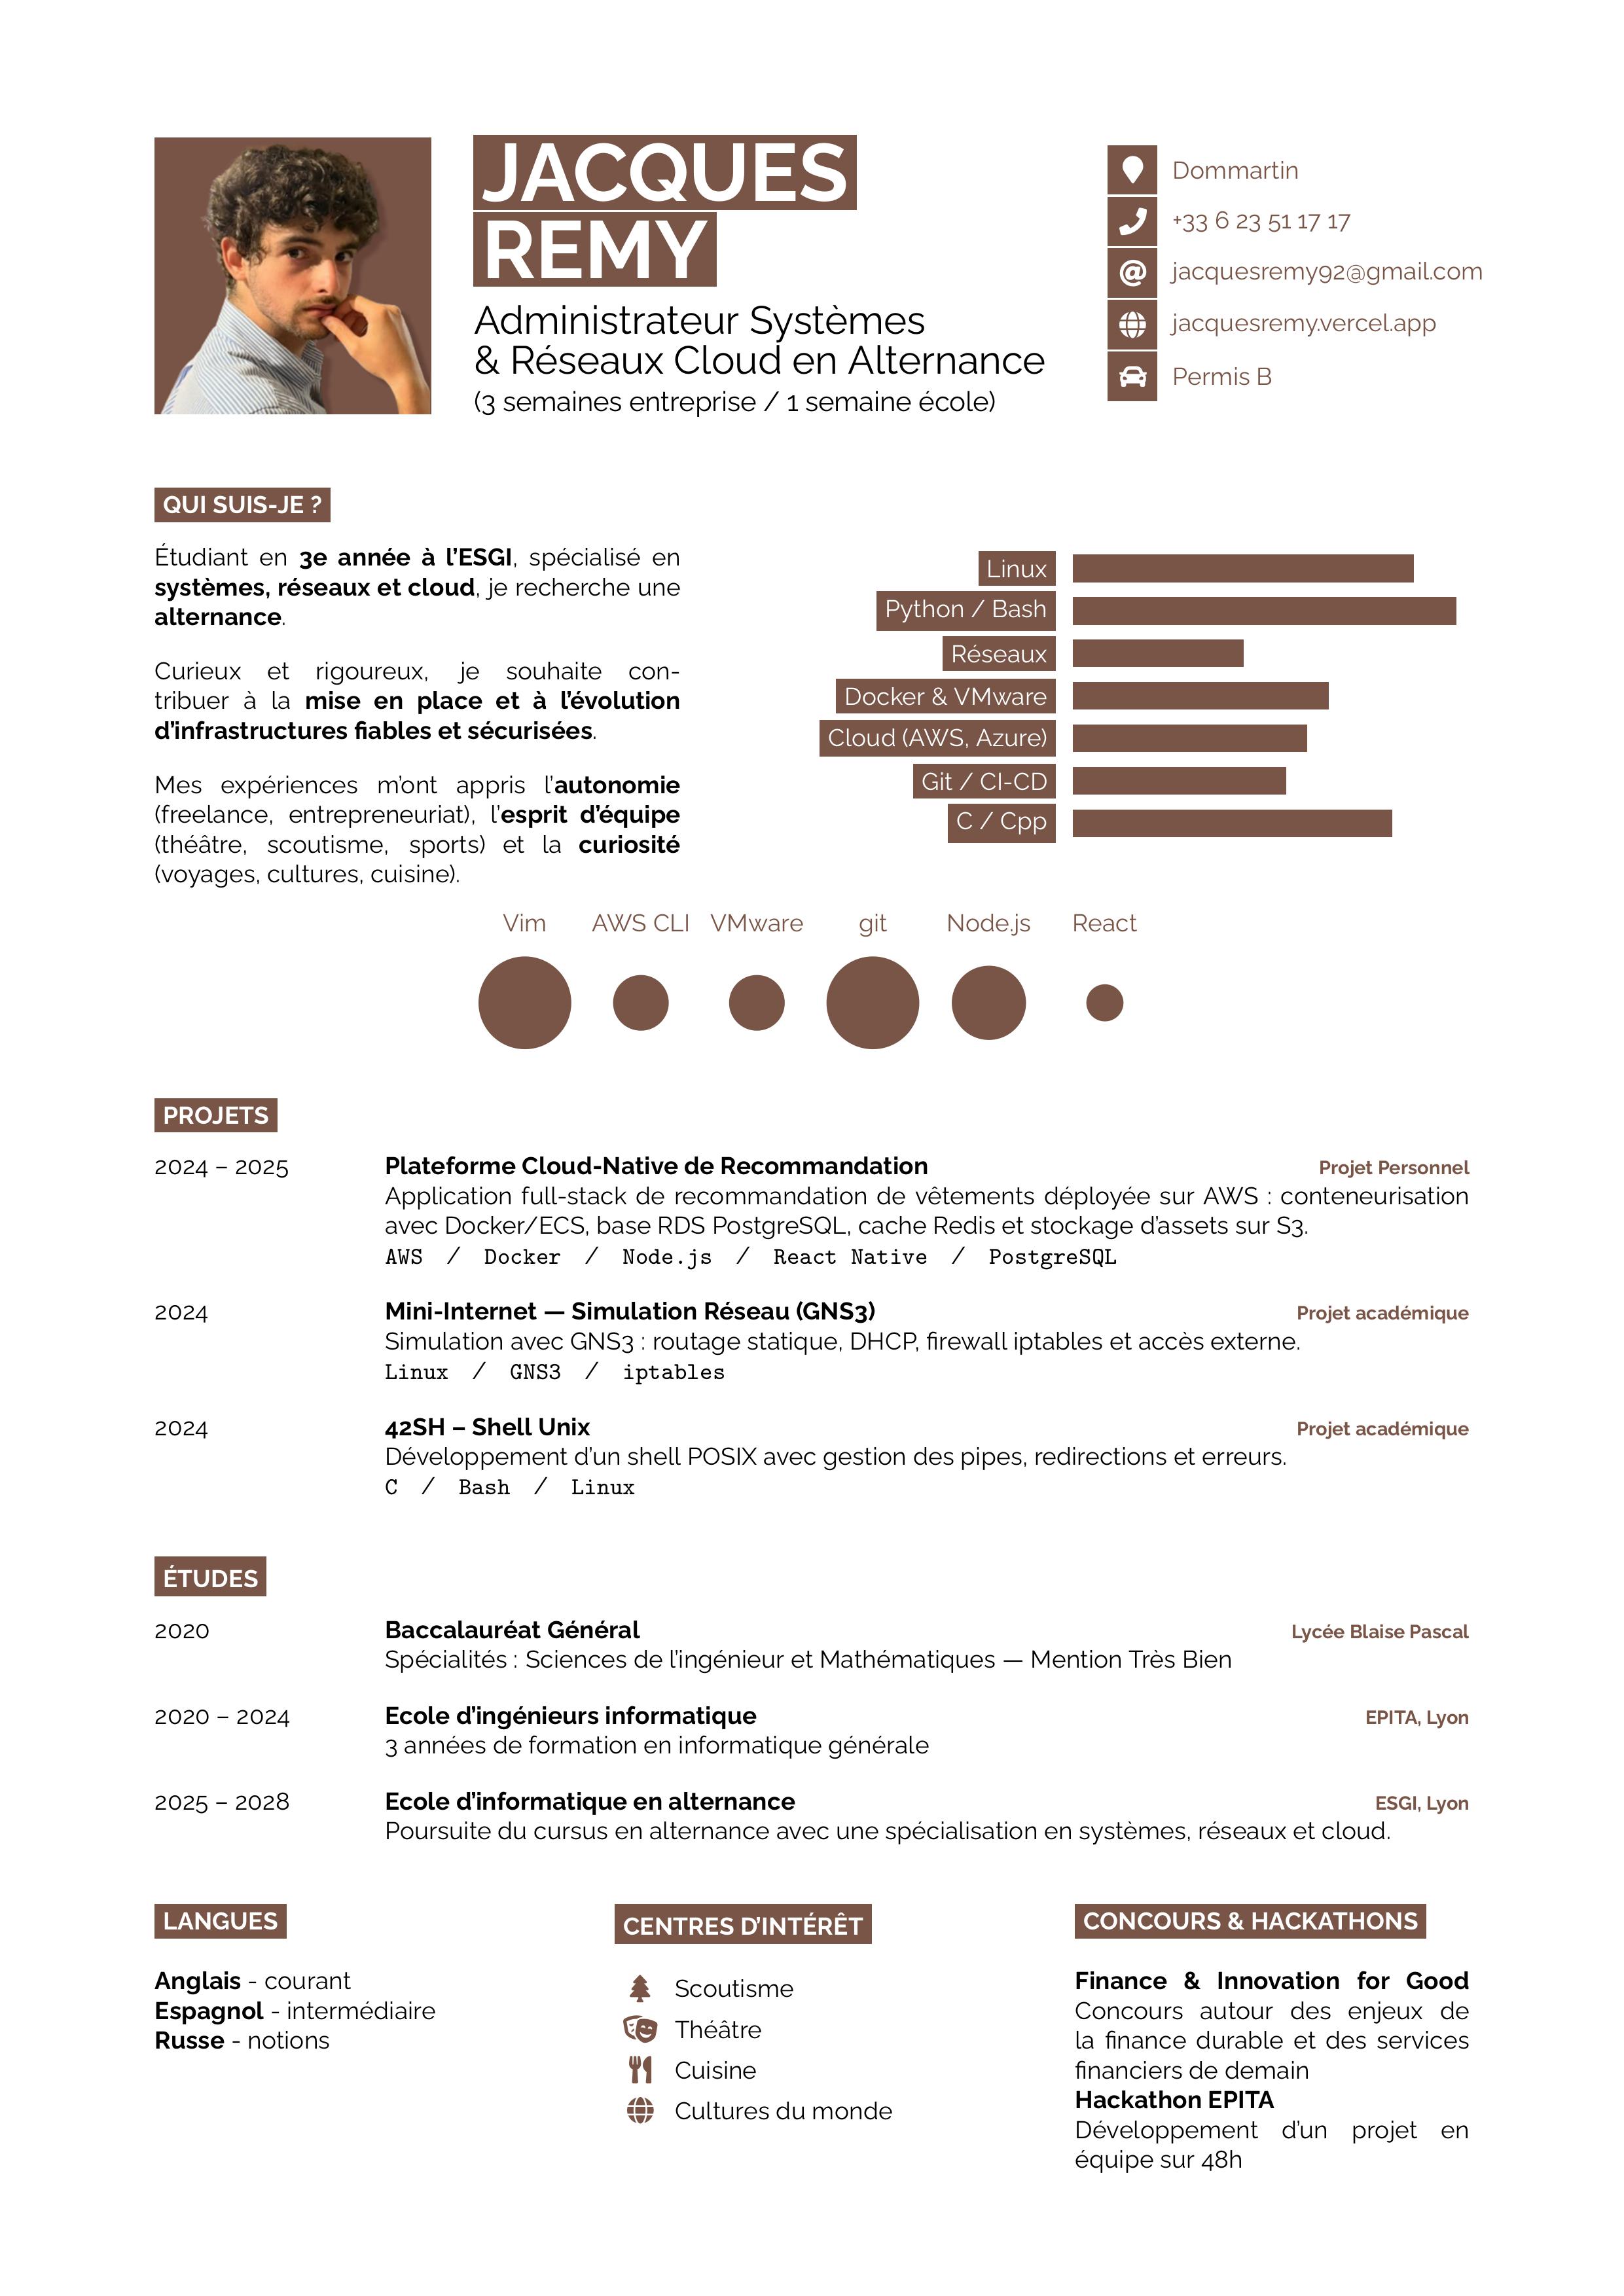 JACQUES
REMY
Administrateur Systèmes
& Réseaux Cloud en Alternance
(3 semaines entreprise / 1 semaine école)
Dommartin
+33 6 23 51 17 17
jacquesremy92@gmail.com
jacquesremy.vercel.app
Permis B
QUI SUIS-JE ?
Étudiant en 3e année à l’ESGI, spécialisé en
systèmes, réseaux et cloud, je recherche une
alternance.
Curieux et rigoureux, je souhaite con-
tribuer à la mise en place et à l’évolution
d’infrastructures fiables et sécurisées.
Mes expériences m’ont appris l’autonomie
(freelance, entrepreneuriat), l’esprit d’équipe
(théâtre, scoutisme, sports) et la curiosité
(voyages, cultures, cuisine).
Linux
Python / Bash
Réseaux
Docker & VMware
Cloud (AWS, Azure)
Git / CI-CD
C / Cpp
Vim AWS CLI VMware git Node.js React
PROJETS
2024 – 2025 Plateforme Cloud-Native de Recommandation Projet Personnel
Application full-stack de recommandation de vêtements déployée sur AWS : conteneurisation
avec Docker/ECS, base RDS PostgreSQL, cache Redis et stockage d’assets sur S3.
AWS / Docker / Node.js / React Native / PostgreSQL
2024 Mini-Internet — Simulation Réseau (GNS3) Projet académique
Simulation avec GNS3 : routage statique, DHCP, firewall iptables et accès externe.
Linux / GNS3 / iptables
2024 42SH – Shell Unix Projet académique
Développement d’un shell POSIX avec gestion des pipes, redirections et erreurs.
C / Bash / Linux
ÉTUDES
2020 Baccalauréat Général Lycée Blaise Pascal
Spécialités : Sciences de l’ingénieur et Mathématiques — Mention Très Bien
2020 – 2024 Ecole d’ingénieurs informatique EPITA, Lyon
3 années de formation en informatique générale
2025 – 2028 Ecole d’informatique en alternance ESGI, Lyon
Poursuite du cursus en alternance avec une spécialisation en systèmes, réseaux et cloud.
LANGUES
Anglais - courant
Espagnol - intermédiaire
Russe - notions
CENTRES D’INTÉRÊT
Scoutisme
Théâtre
Cuisine
Cultures du monde
CONCOURS & HACKATHONS
Finance & Innovation for Good
Concours autour des enjeux de
la finance durable et des services
financiers de demain
Hackathon EPITA
Développement d’un projet en
équipe sur 48h